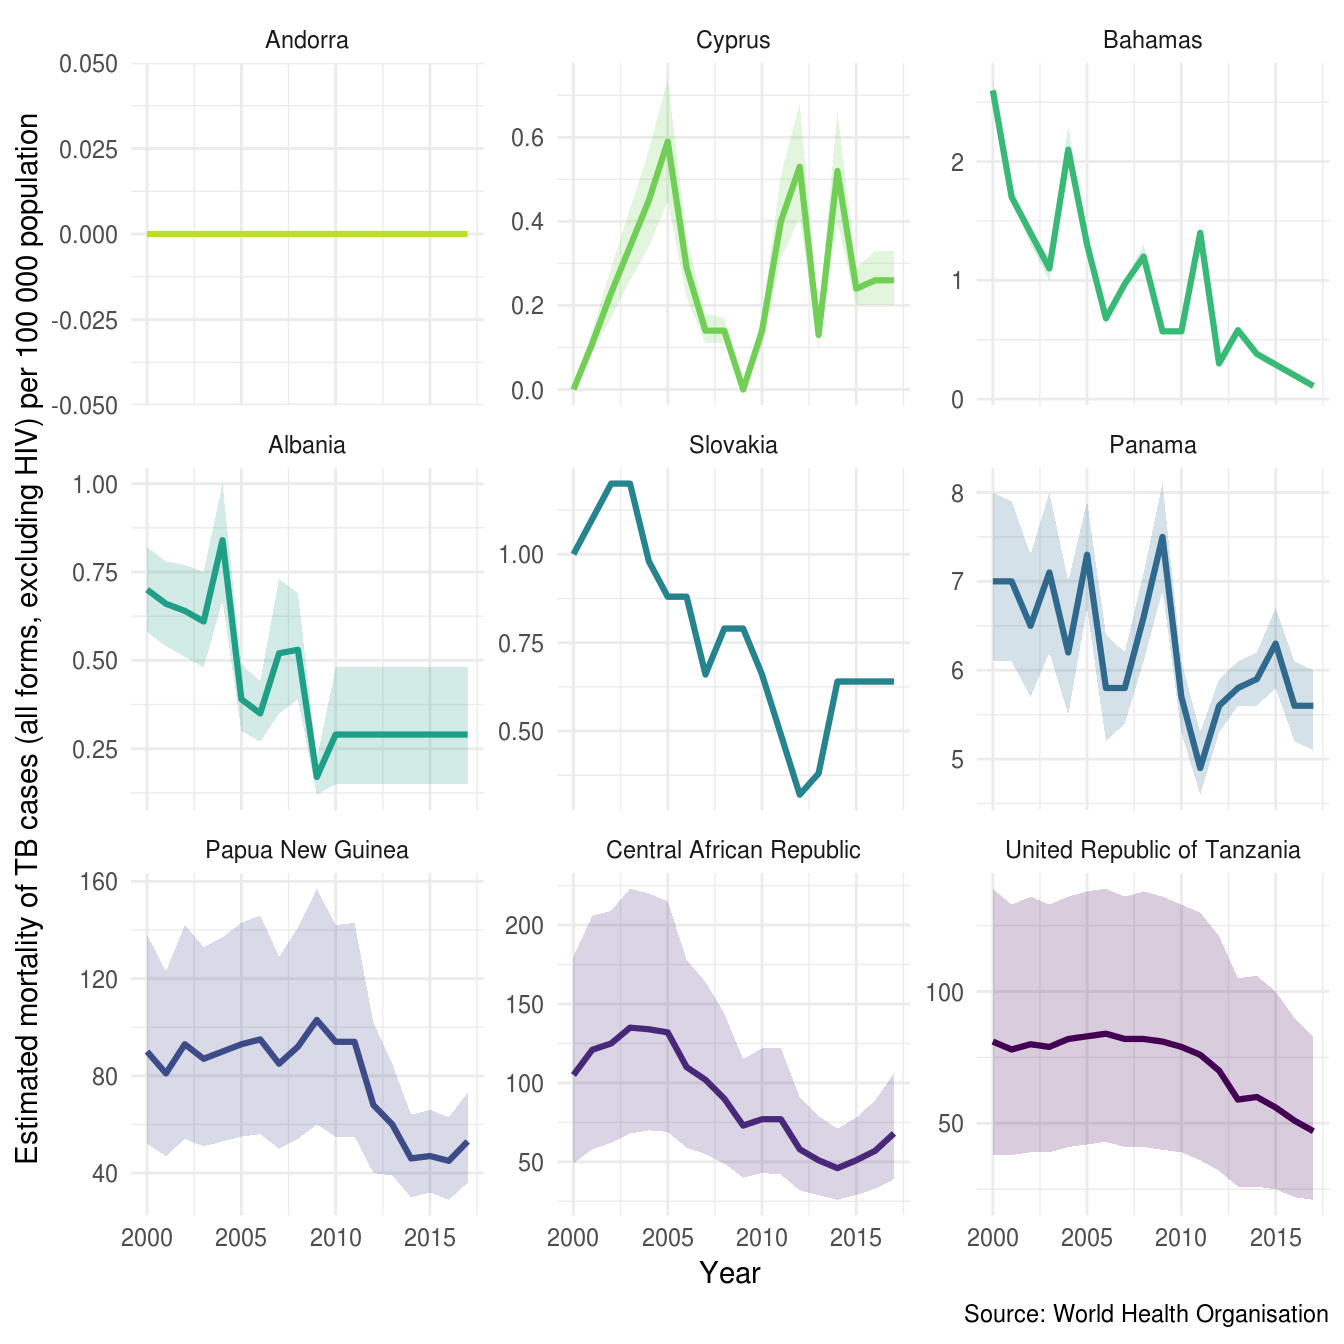 Estimated mortality of TB cases (all forms, excluding HIV) per 100 000 population
Andorra
0.050
0.025
0.000
-0.025
-0.050
Cyprus
0.6
0.4
0.2
0.0
Bahamas
2
1
0
Albania
1.00
0.75
0.50
0.25
Slovakia
1.00
0.75
0.50
Panama
8
7
6
5
Papua New Guinea
160
120
80
40
2000 2005 2010 2015
Central African Republic
200
150
100
50
2000 2005 2010 2015
United Republic of Tanzania
100
50
2000 2005 2010 2015
Year
Source: World Health Organisation